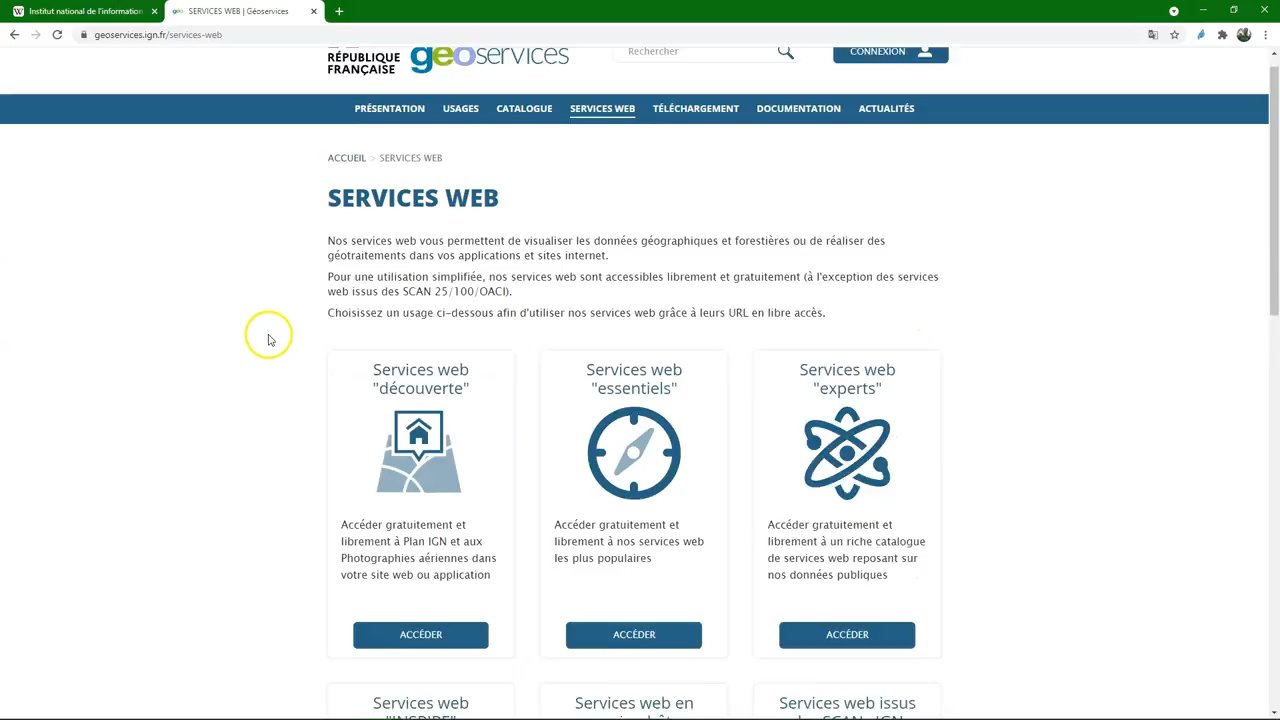 Institut national de l'information
SERVICES WEB | Géoservices
geoservices.ign.fr/services-web
RÉPUBLIQUE
FRANÇAISE
geoservices
Rechercher
CONNEXION
PRÉSENTATION USAGES CATALOGUE SERVICES WEB TÉLÉCHARGEMENT DOCUMENTATION ACTUALITÉS
ACCUEIL > SERVICES WEB
SERVICES WEB
Nos services web vous permettent de visualiser les données géographiques et forestières ou de réaliser des
géotraitements dans vos applications et sites internet.
Pour une utilisation simplifiée, nos services web sont accessibles librement et gratuitement (à l'exception des services
web issus des SCAN 25/100/OACI).
Choisissez un usage ci-dessous afin d'utiliser nos services web grâce à leurs URL en libre accès.
Services web
"découverte"
Accéder gratuitement et
librement à Plan IGN et aux
Photographies aériennes dans
votre site web ou application
ACCÉDER
Services web
"essentiels"
Accéder gratuitement et
librement à nos services web
les plus populaires
ACCÉDER
Services web
"experts"
Accéder gratuitement et
librement à un riche catalogue
de services web reposant sur
nos données publiques
ACCÉDER
Services web
"INSPIRE"
Services web en
Services web issus